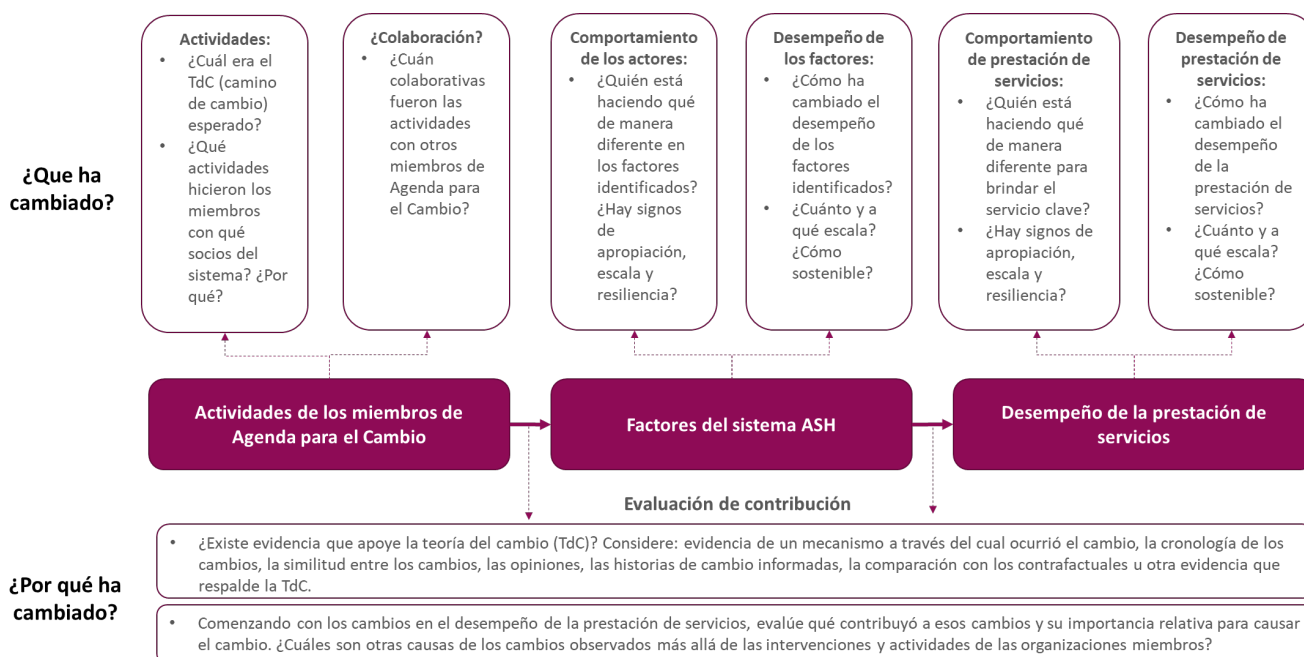 ¿Que ha
cambiado?
Actividades:
• ¿Cuál era el
TdC (camino
de cambio)
esperado?
• ¿Qué
actividades
hicieron los
miembros
con qué
socios del
sistema? ¿Por
qué?
¿Colaboración?
• ¿Cuán
colaborativas
fueron las
actividades
con otros
miembros de
Agenda para
el Cambio?
Comportamiento
de los actores:
• ¿Quién está
haciendo qué
de manera
diferente en
los factores
identificados?
¿Hay signos
de
apropiación,
escala y
resiliencia?
Desempeño de
los factores:
• ¿Cómo ha
cambiado el
desempeño
de los
factores
identificados?
• ¿Cuánto y a
qué escala?
¿Cómo
sostenible?
Comportamiento
de prestación de
servicios:
• ¿Quién está
haciendo qué
de manera
diferente para
brindar el
servicio clave?
• ¿Hay signos de
apropiación,
escala y
resiliencia?
Desempeño de
prestación de
servicios:
• ¿Cómo ha
cambiado el
desempeño
de la
prestación de
servicios?
• ¿Cuánto y a
qué escala?
¿Cómo
sostenible?
Actividades de los miembros de
Agenda para el Cambio
Factores del sistema ASH
Desempeño de la prestación de
servicios
Evaluación de contribución
¿Por qué ha
cambiado?
• ¿Existe evidencia que apoye la teoría del cambio (TdC)? Considere: evidencia de un mecanismo a través del cual ocurrió el cambio, la cronología de los
cambios, la similitud entre los cambios, las opiniones, las historias de cambio informadas, la comparación con los contrafactuales u otra evidencia que
respalde la TdC.
• Comenzando con los cambios en el desempeño de la prestación de servicios, evalúe qué contribuyó a esos cambios y su importancia relativa para causar
el cambio. ¿Cuáles son otras causas de los cambios observados más allá de las intervenciones y actividades de las organizaciones miembros?